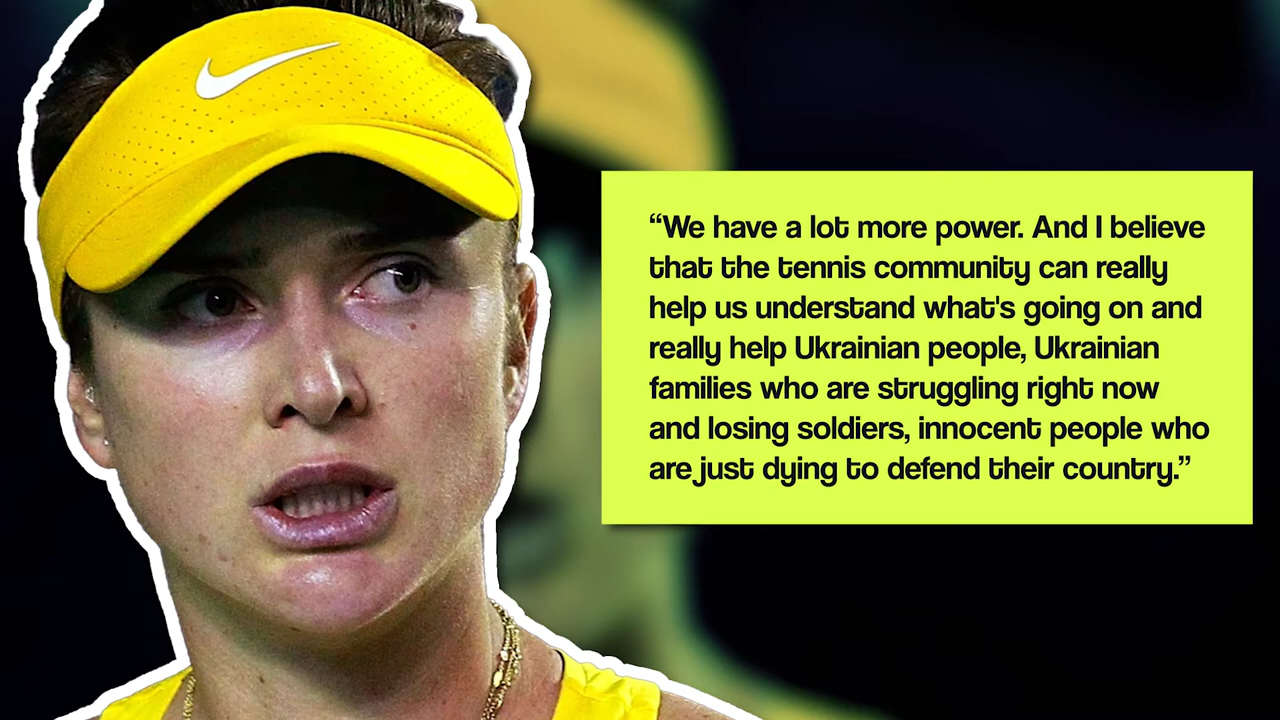 “We have a lot more power. And I believe
that the tennis community can really
help us understand what's going on and
really help Ukrainian people, Ukrainian
families who are struggling right now
and losing soldiers, innocent people who
are just dying to defend their country.”